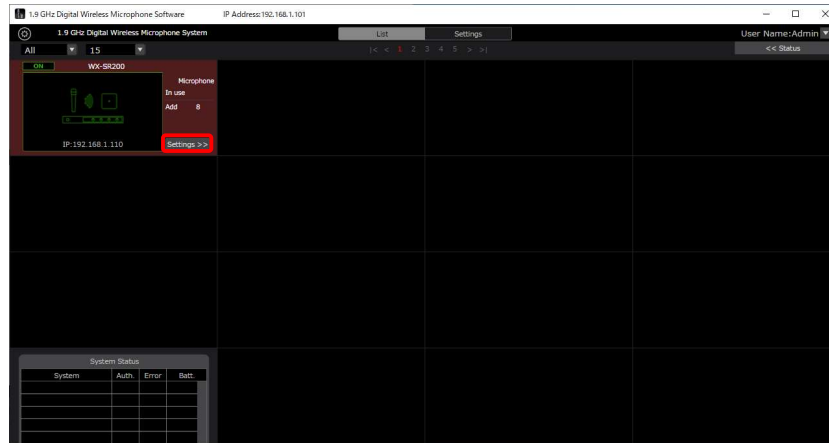 1.9 GHz Digital Wireless Microphone Software IP Address:192.168.1.101
1.9 GHz Digital Wireless Microphone System List Settings User Name:Admin
All 15 |< < 1 2 3 4 5 > >| << Status
ON WX-SR200
Microphone
In use
Add 8
IP:192.168.1.110 Settings >>
System Status
System Auth. Error Batt.